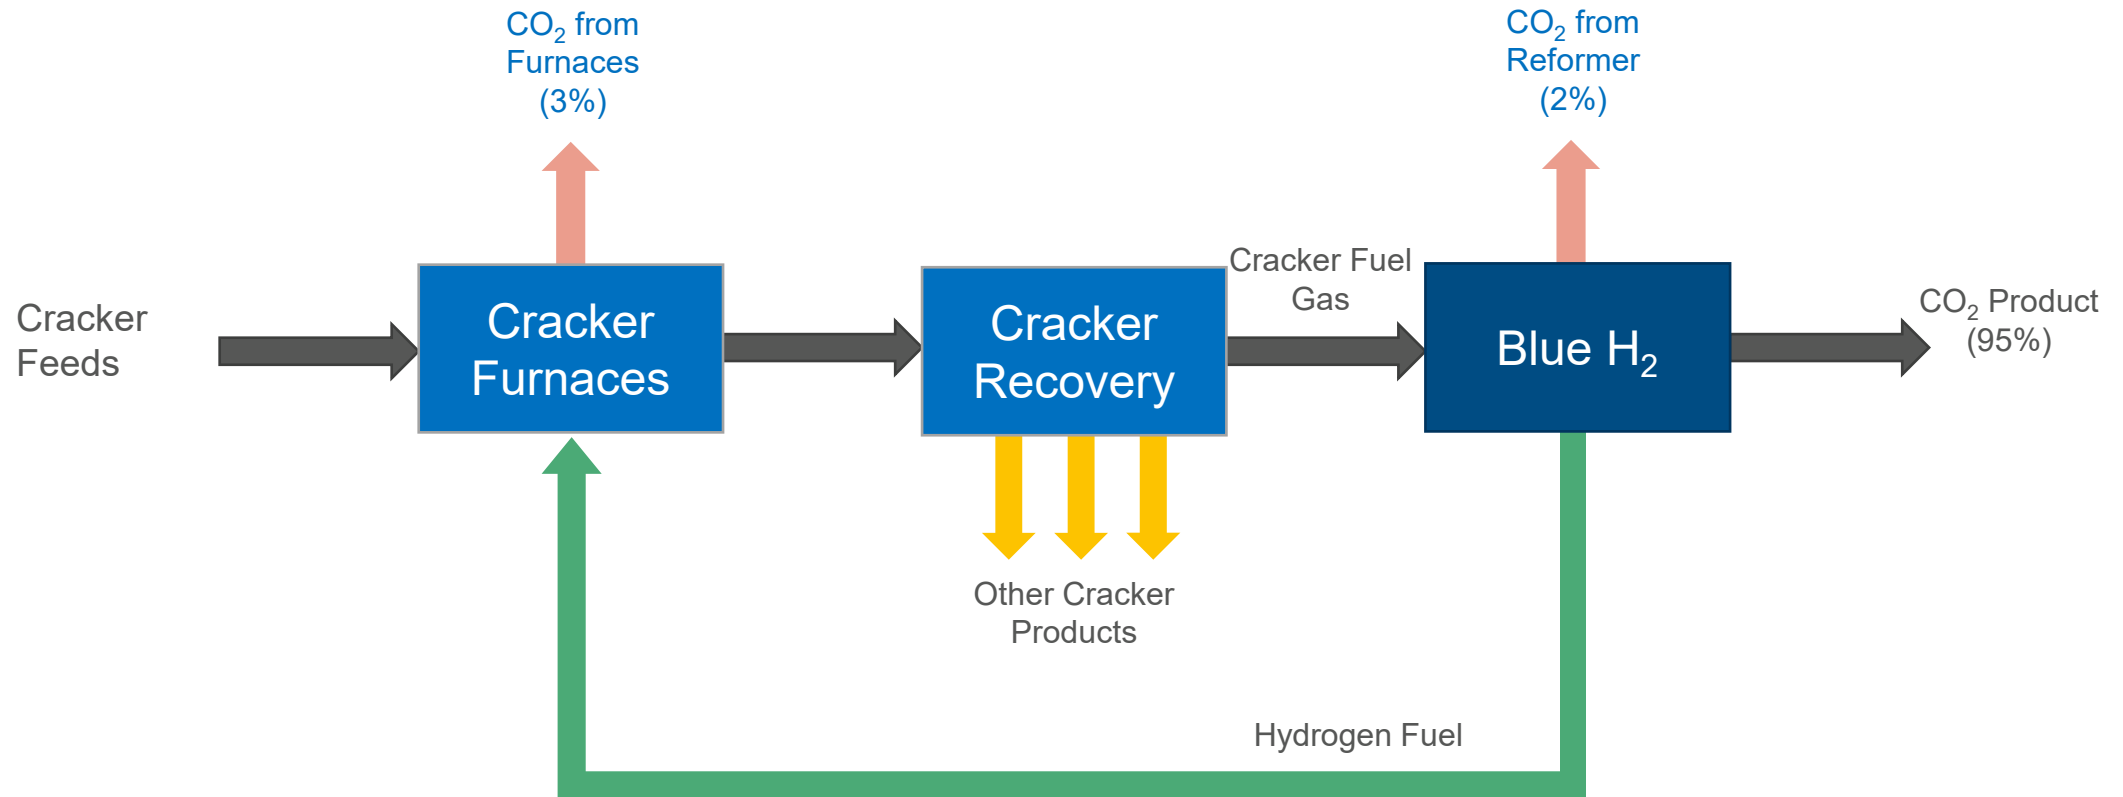 CO₂ from
Furnaces
(3%)
CO₂ from
Reformer
(2%)
Cracker
Feeds
Cracker
Furnaces
Cracker
Recovery
Cracker Fuel
Gas
Blue H₂
CO₂ Product
(95%)
Other Cracker
Products
Hydrogen Fuel